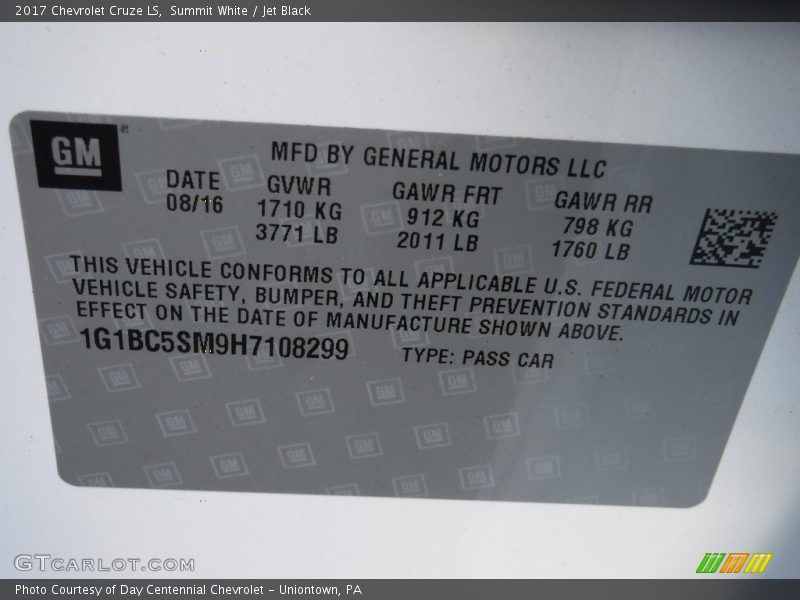 2017 Chevrolet Cruze LS, Summit White / Jet Black
GM
MFD BY GENERAL MOTORS LLC
DATE GVWR GAWR FRT GAWR RR
08/16 1710 KG 912 KG 798 KG
3771 LB 2011 LB 1760 LB
THIS VEHICLE CONFORMS TO ALL APPLICABLE U.S. FEDERAL MOTOR
VEHICLE SAFETY, BUMPER, AND THEFT PREVENTION STANDARDS IN
EFFECT ON THE DATE OF MANUFACTURE SHOWN ABOVE.
1G1BC5SM9H7108299 TYPE: PASS CAR
GTCARLOT.COM
Photo Courtesy of Day Centennial Chevrolet - Uniontown, PA